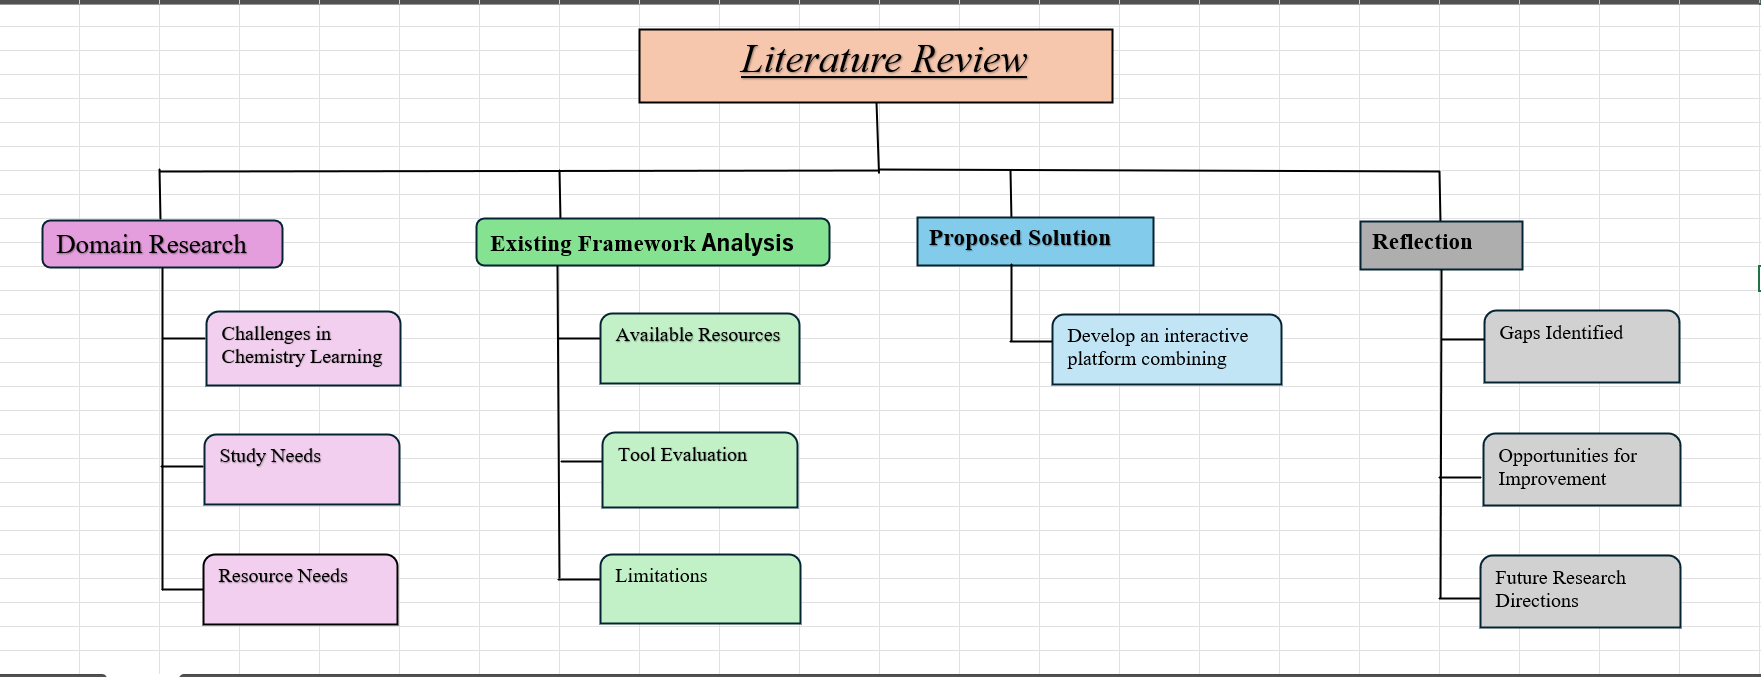 Literature Review
Domain Research
Existing Framework Analysis
Proposed Solution
Reflection
Challenges in
Chemistry Learning
Study Needs
Resource Needs
Available Resources
Tool Evaluation
Limitations
Develop an interactive
platform combining
Gaps Identified
Opportunities for
Improvement
Future Research
Directions